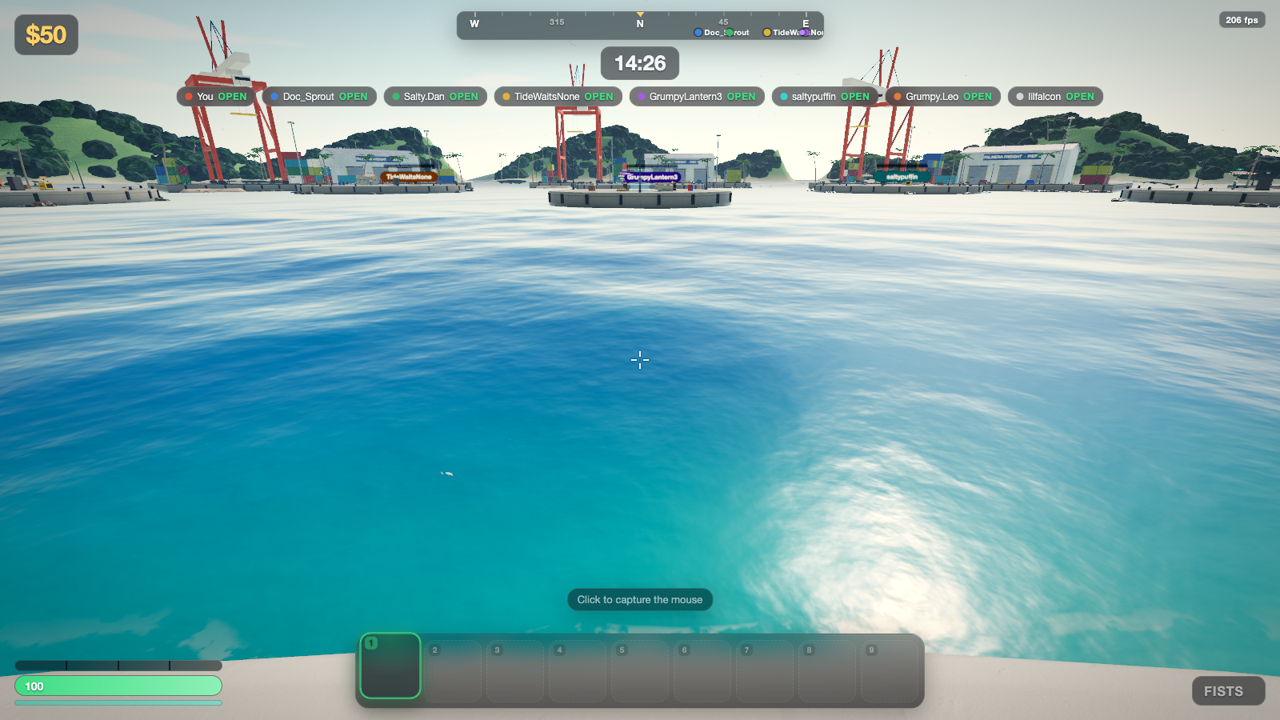 $50
W 315 N 45 E
Doc_Sprout TideWa
206 fps
14:26
You OPEN
Doc_Sprout OPEN
Salty.Dan OPEN
TideWaitsNone OPEN
GrumpyLantern3 OPEN
saltypuffin OPEN
Grumpy.Leo OPEN
lilfalcon OPEN
TideWaitsNone
GrumpyLantern3
saltypuffin
Click to capture the mouse
1 2 3 4 5 6 7 8 9
100
FISTS